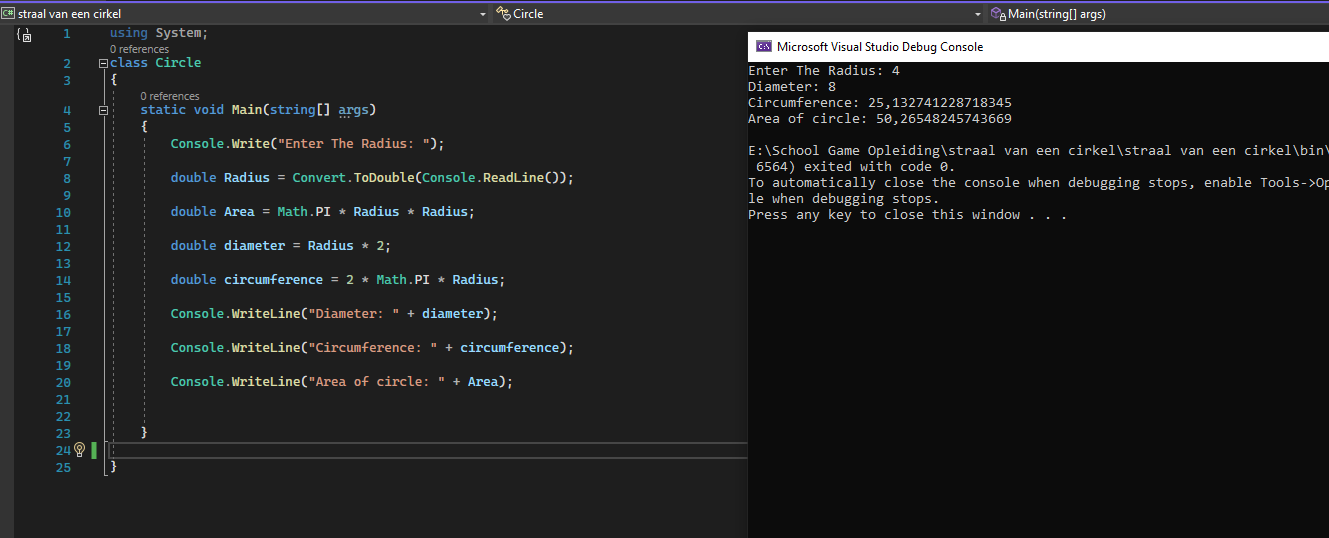 C# straal van een cirkel Circle Main(string[] args)
1 using System;
0 references
2 class Circle
3 {
0 references
4 static void Main(string[] args)
5 {
6 Console.Write("Enter The Radius: ");
7
8 double Radius = Convert.ToDouble(Console.ReadLine());
9
10 double Area = Math.PI * Radius * Radius;
11
12 double diameter = Radius * 2;
13
14 double circumference = 2 * Math.PI * Radius;
15
16 Console.WriteLine("Diameter: " + diameter);
17
18 Console.WriteLine("Circumference: " + circumference);
19
20 Console.WriteLine("Area of circle: " + Area);
21
22
23 }
24
25 }
Microsoft Visual Studio Debug Console
Enter The Radius: 4
Diameter: 8
Circumference: 25,132741228718345
Area of circle: 50,26548245743669
E:\School Game Opleiding\straal van een cirkel\straal van een cirkel\bin\
6564) exited with code 0.
To automatically close the console when debugging stops, enable Tools->Op
le when debugging stops.
Press any key to close this window . . .